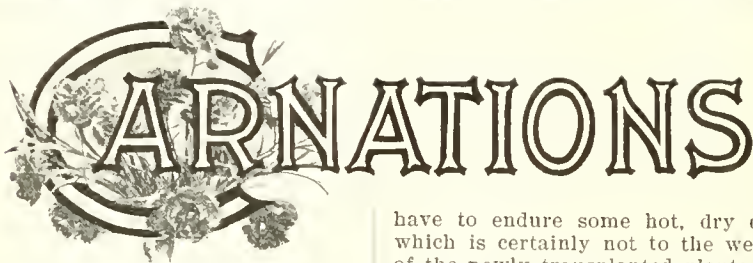 CARNATIONS
have to endure some hot, dry
which is certainly not to the